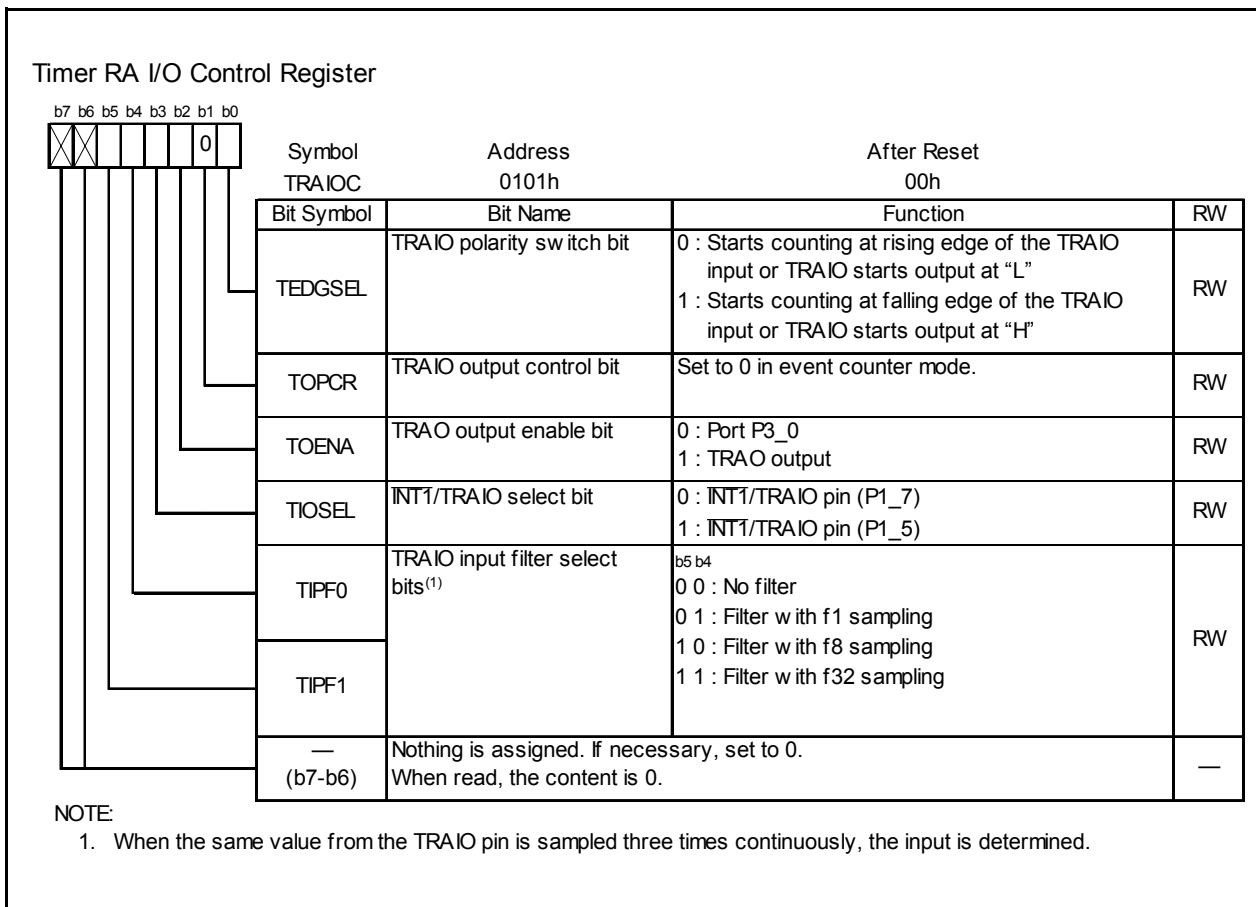 Timer RA I/O Control Register
b7 b6 b5 b4 b3 b2 b1 b0
0
Symbol Address After Reset
TRAIOC 0101h 00h
Bit Symbol Bit Name Function RW
TEDGSEL TRAIO polarity switch bit 0 : Starts counting at rising edge of the TRAIO RW
input or TRAIO starts output at “L”
1 : Starts counting at falling edge of the TRAIO
input or TRAIO starts output at “H”
TOPCR TRAIO output control bit Set to 0 in event counter mode. RW
TOENA TRAO output enable bit 0 : Port P3_0 RW
1 : TRAO output
TIOSEL INT1/TRAIO select bit 0 : INT1/TRAIO pin (P1_7) RW
1 : INT1/TRAIO pin (P1_5)
TIPF0 TRAIO input filter select b5 b4
bits(1) 0 0 : No filter
0 1 : Filter with f1 sampling
1 0 : Filter with f8 sampling RW
TIPF1 1 1 : Filter with f32 sampling
— Nothing is assigned. If necessary, set to 0. —
(b7-b6) When read, the content is 0.
NOTE:
1. When the same value from the TRAIO pin is sampled three times continuously, the input is determined.